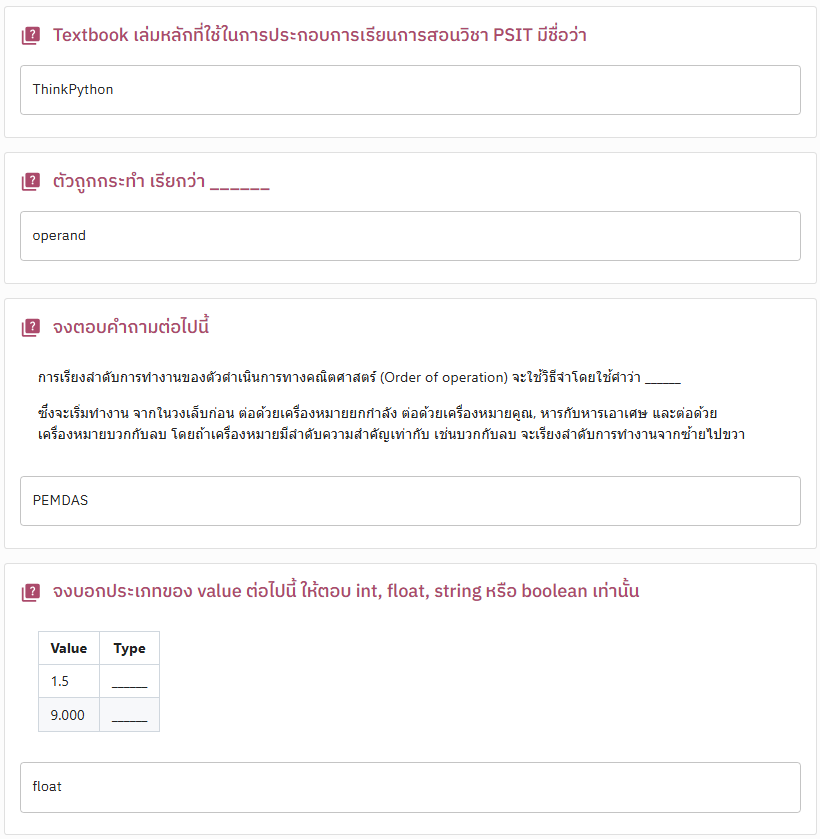 Textbook เล่มหลักที่ใช้ในการประกอบการเรียนการสอนวิชา PSIT มีชื่อว่า
ThinkPython
ตัวถูกกระทำ เรียกว่า ______
operand
จงตอบคำถามต่อไปนี้
การเรียงลำดับการทำงานของตัวดำเนินการทางคณิตศาสตร์ (Order of operation) จะใช้วิธีจำโดยใช้คำว่า ______
ซึ่งจะเริ่มทำงาน จากในวงเล็บก่อน ต่อด้วยเครื่องหมายยกกำลัง ต่อด้วยเครื่องหมายคูณ, หารกับหารเอาเศษ และต่อด้วย
เครื่องหมายบวกกับลบ โดยถ้าเครื่องหมายมีลำดับความสำคัญเท่ากับ เช่นบวกกับลบ จะเรียงลำดับการทำงานจากซ้ายไปขวา
PEMDAS
จงบอกประเภทของ value ต่อไปนี้ ให้ตอบ int, float, string หรือ boolean เท่านั้น
Value Type
1.5 ______
9.000 ______
float